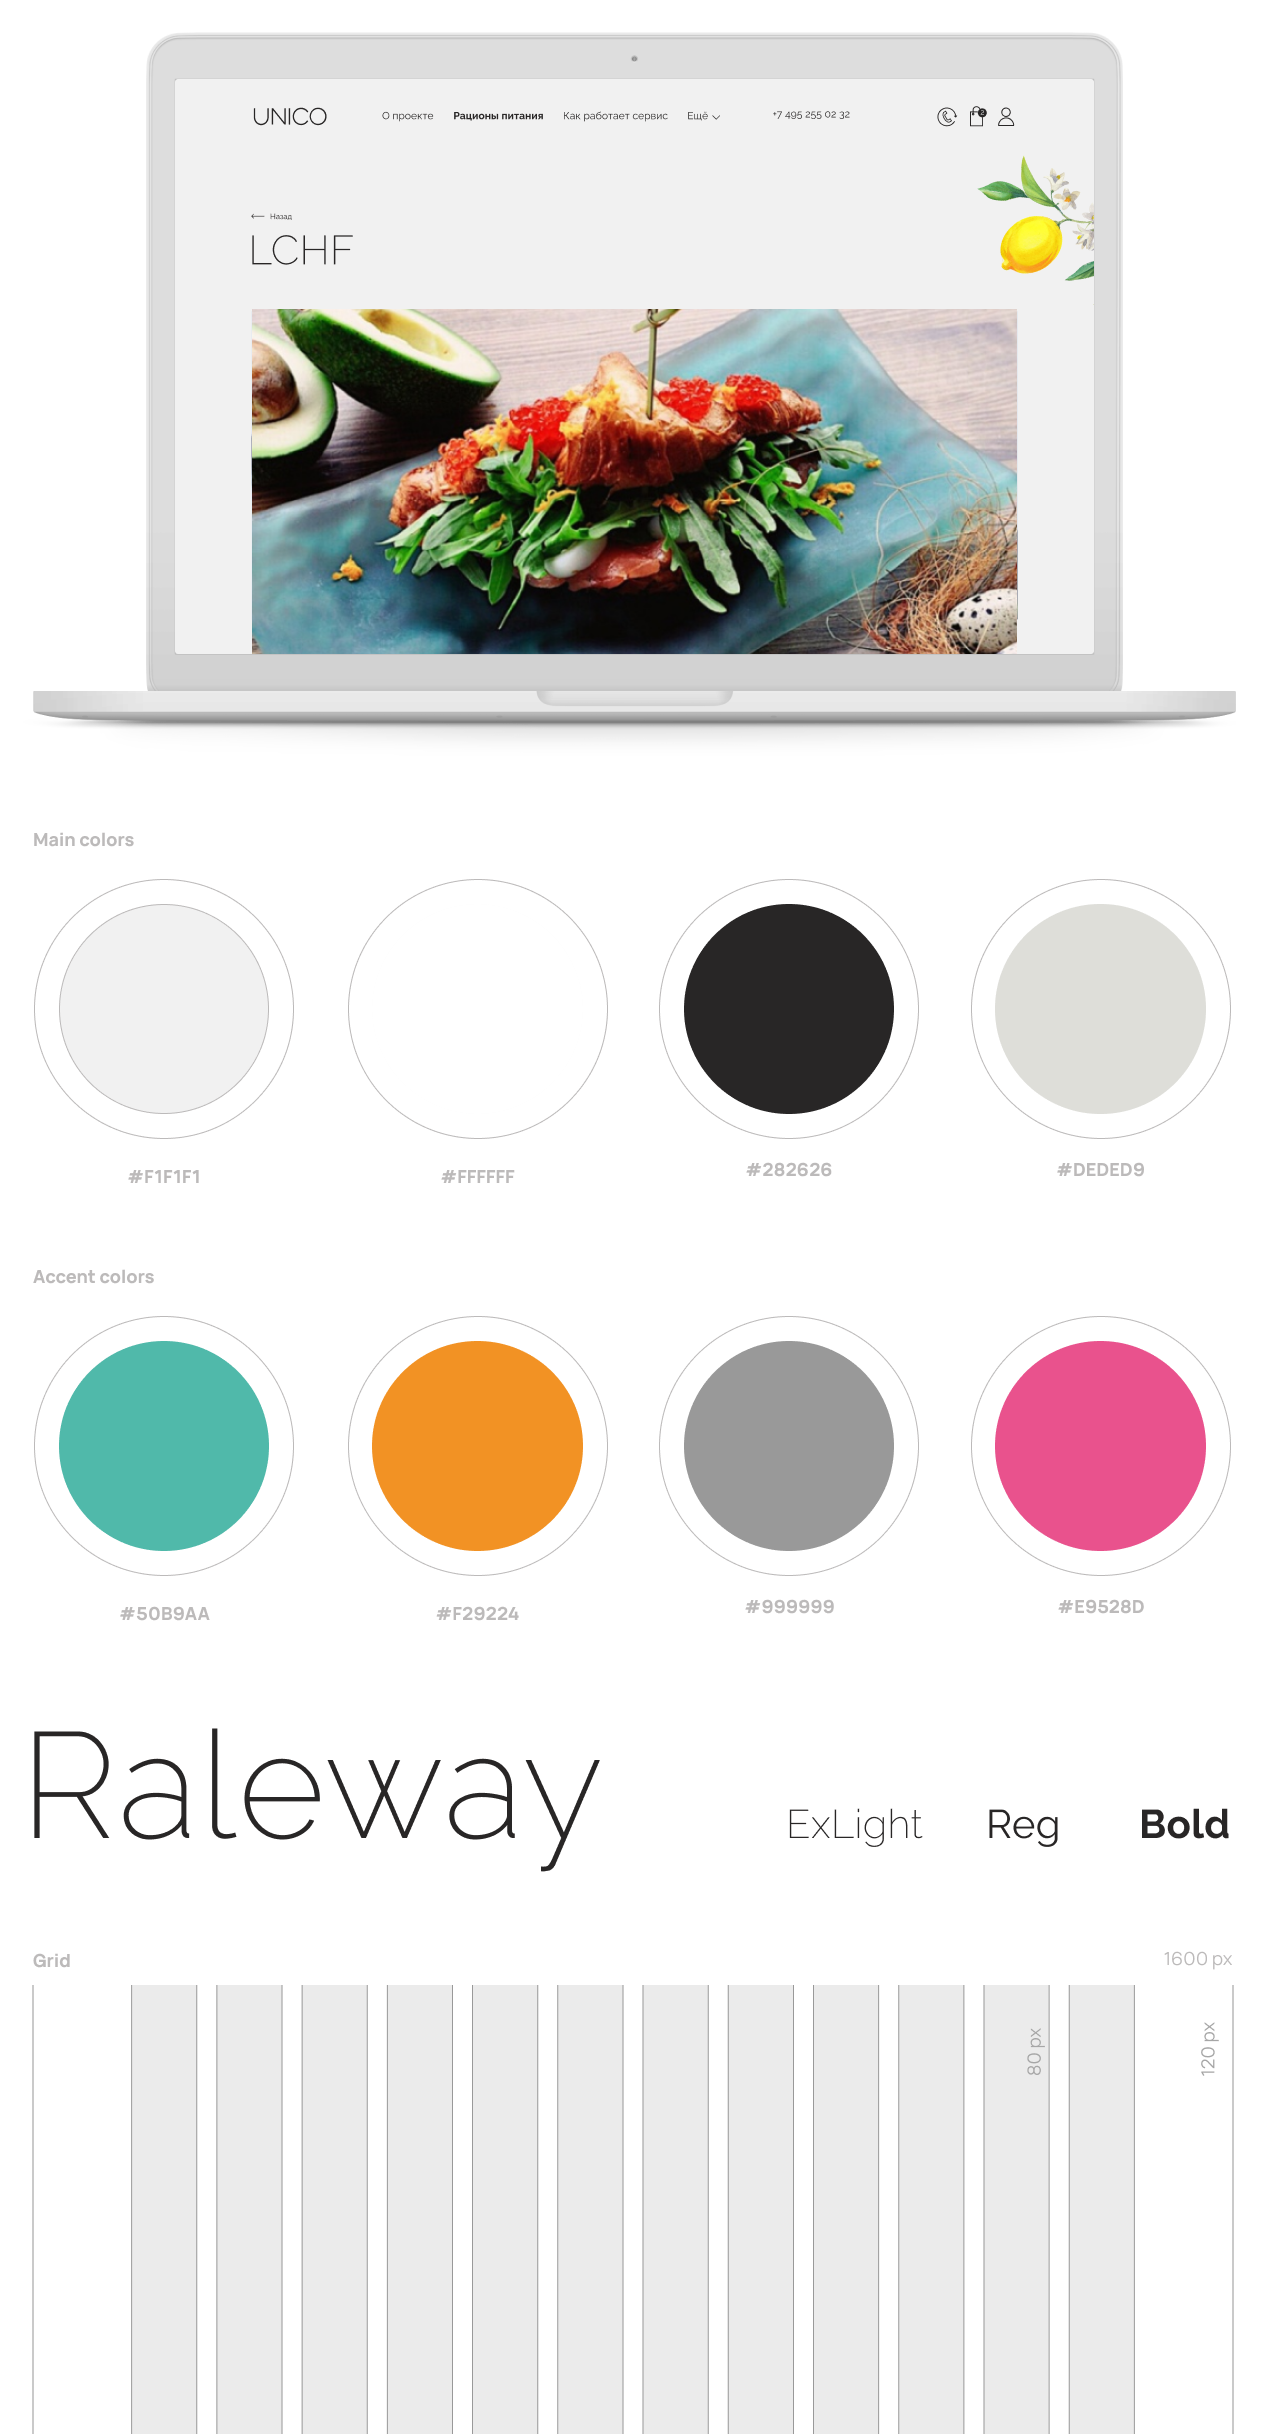 UNICO
О проекте
Рационы питания
Как работает сервис
Ещё
+7 495 255 02 32
2
Назад
LCHF
Main colors
#F1F1F1
#FFFFFF
#282626
#DEDED9
Accent colors
#50B9AA
#F29224
#999999
#E9528D
Raleway
ExLight
Reg
Bold
Grid
1600 px
80 px
120 px